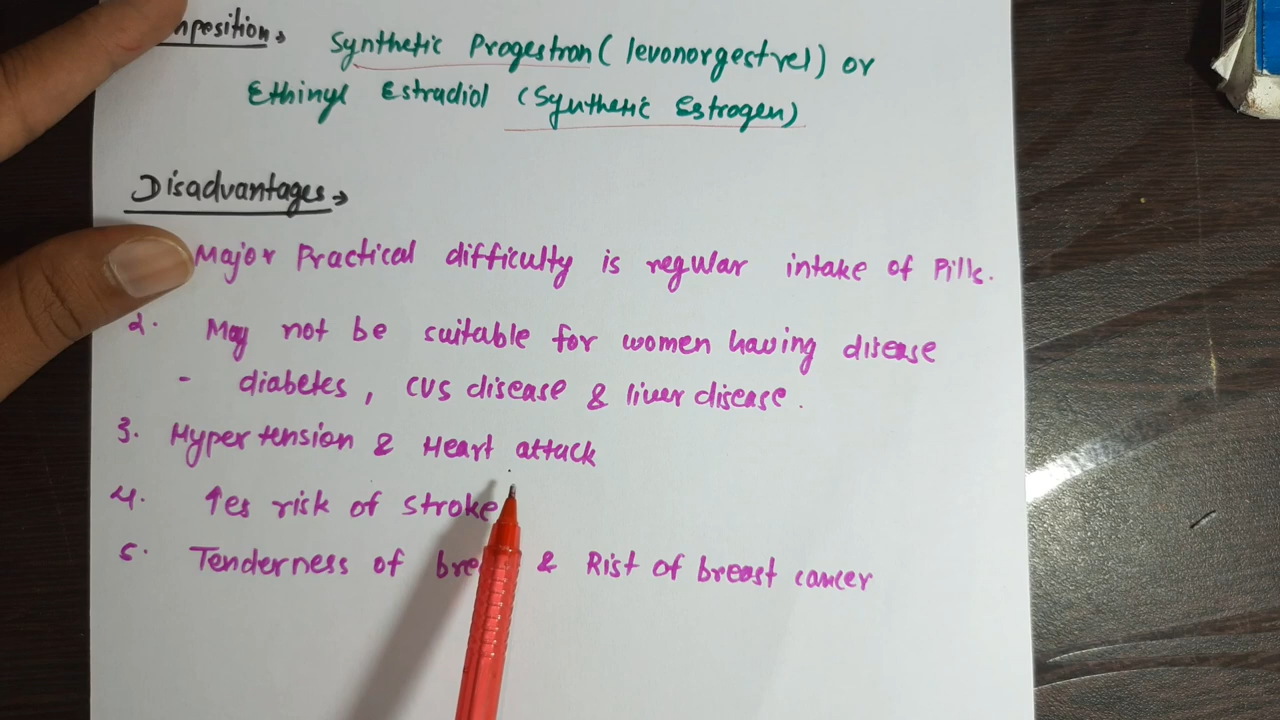 mposition→ Synthetic Progestron (levonorgestrel) or
Ethinyl Estradiol (Synthetic Estrogen)
Disadvantages→
Major Practical difficulty is regular intake of Pills.
2. May not be suitable for women having disease
- diabetes, CVS disease & liver disease.
3. Hypertension & Heart attack
4. ↑es risk of stroke
5. Tenderness of bre & Rist of breast cancer